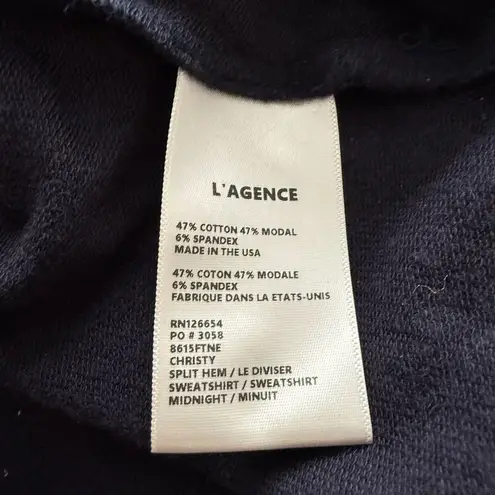 L'AGENCE
47% COTTON 47% MODAL
6% SPANDEX
MADE IN THE USA
47% COTON 47% MODALE
6% SPANDEX
FABRIQUE DANS LA ETATS-UNIS
RN126654
PO # 3058
8615FTNE
CHRISTY
SPLIT HEM / LE DIVISER
SWEATSHIRT / SWEATSHIRT
MIDNIGHT / MINUIT